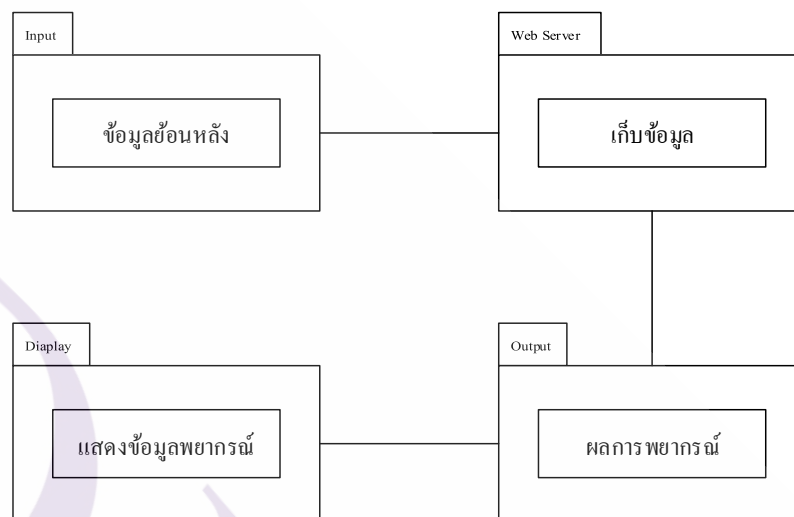 Input
ข้อมูลย้อนหลัง
Web Server
เก็บข้อมูล
Diaplay
แสดงข้อมูลพยากรณ์
Output
ผลการพยากรณ์